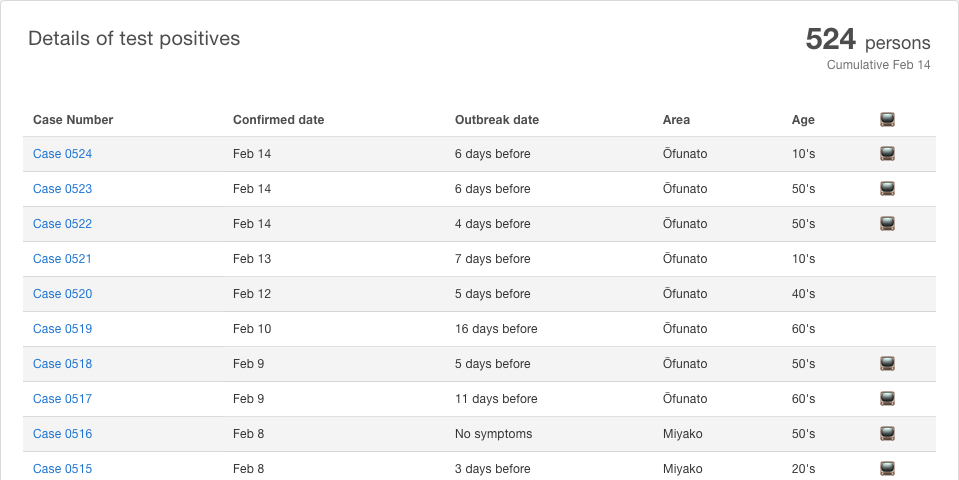 Details of test positives
524 persons
Cumulative Feb 14
Case Number Confirmed date Outbreak date Area Age
Case 0524 Feb 14 6 days before Ōfunato 10's
Case 0523 Feb 14 6 days before Ōfunato 50's
Case 0522 Feb 14 4 days before Ōfunato 50's
Case 0521 Feb 13 7 days before Ōfunato 10's
Case 0520 Feb 12 5 days before Ōfunato 40's
Case 0519 Feb 10 16 days before Ōfunato 60's
Case 0518 Feb 9 5 days before Ōfunato 50's
Case 0517 Feb 9 11 days before Ōfunato 60's
Case 0516 Feb 8 No symptoms Miyako 50's
Case 0515 Feb 8 3 days before Miyako 20's